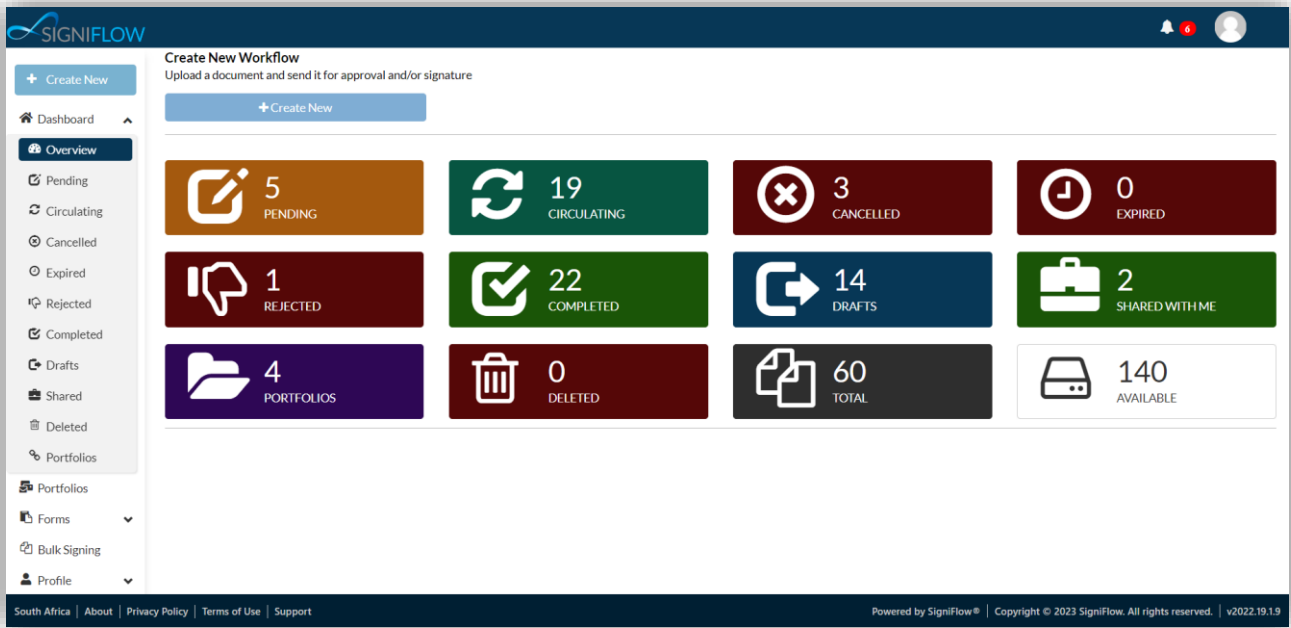 SIGNIFLOW
6
Create New
Dashboard
Overview
Pending
Circulating
Cancelled
Expired
Rejected
Completed
Drafts
Shared
Deleted
Portfolios
Portfolios
Forms
Bulk Signing
Profile
Create New Workflow
Upload a document and send it for approval and/or signature
Create New
5
PENDING
19
CIRCULATING
3
CANCELLED
0
EXPIRED
1
REJECTED
22
COMPLETED
14
DRAFTS
2
SHARED WITH ME
4
PORTFOLIOS
0
DELETED
60
TOTAL
140
AVAILABLE
South Africa | About | Privacy Policy | Terms of Use | Support
Powered by SigniFlow® | Copyright © 2023 SigniFlow. All rights reserved. | v2022.19.1.9